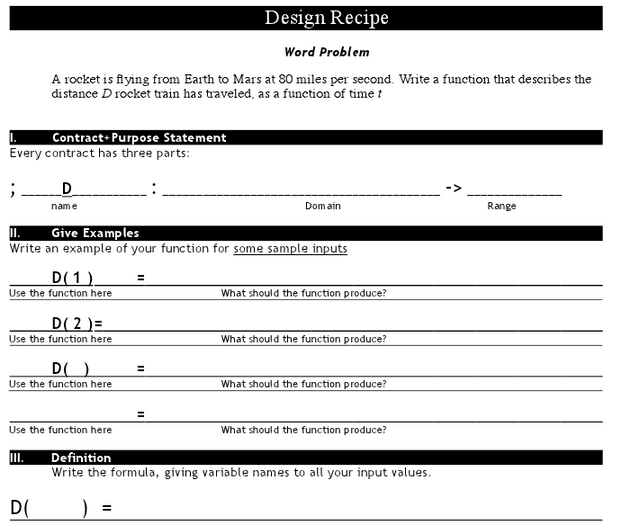 Design Recipe
Word Problem
A rocket is flying from Earth to Mars at 80 miles per second. Write a function that describes the
distance D rocket train has traveled, as a function of time t
I. Contract+Purpose Statement
Every contract has three parts:
; ______D___________ : ________________________________________ -> ______________
name Domain Range
II. Give Examples
Write an example of your function for some sample inputs
D( 1 ) =
Use the function here What should the function produce?
D( 2 )=
Use the function here What should the function produce?
D( ) =
Use the function here What should the function produce?
=
Use the function here What should the function produce?
III. Definition
Write the formula, giving variable names to all your input values.
D( ) =